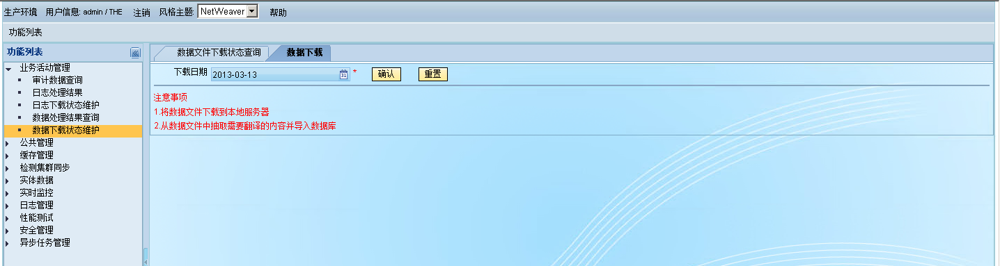 生产环境 用户信息: admin / THE 注销 风格主题: NetWeaver 帮助
功能列表
功能列表
业务活动管理
审计数据查询
日志处理结果
日志下载状态维护
数据处理结果查询
数据下载状态维护
公共管理
缓存管理
检测集群同步
实体数据
实时监控
日志管理
性能测试
安全管理
异步任务管理
数据文件下载状态查询 数据下载
下载日期 2013-03-13 31 * 确认 重置
注意事项
1.将数据文件下载到本地服务器
2.从数据文件中抽取需要翻译的内容并导入数据库